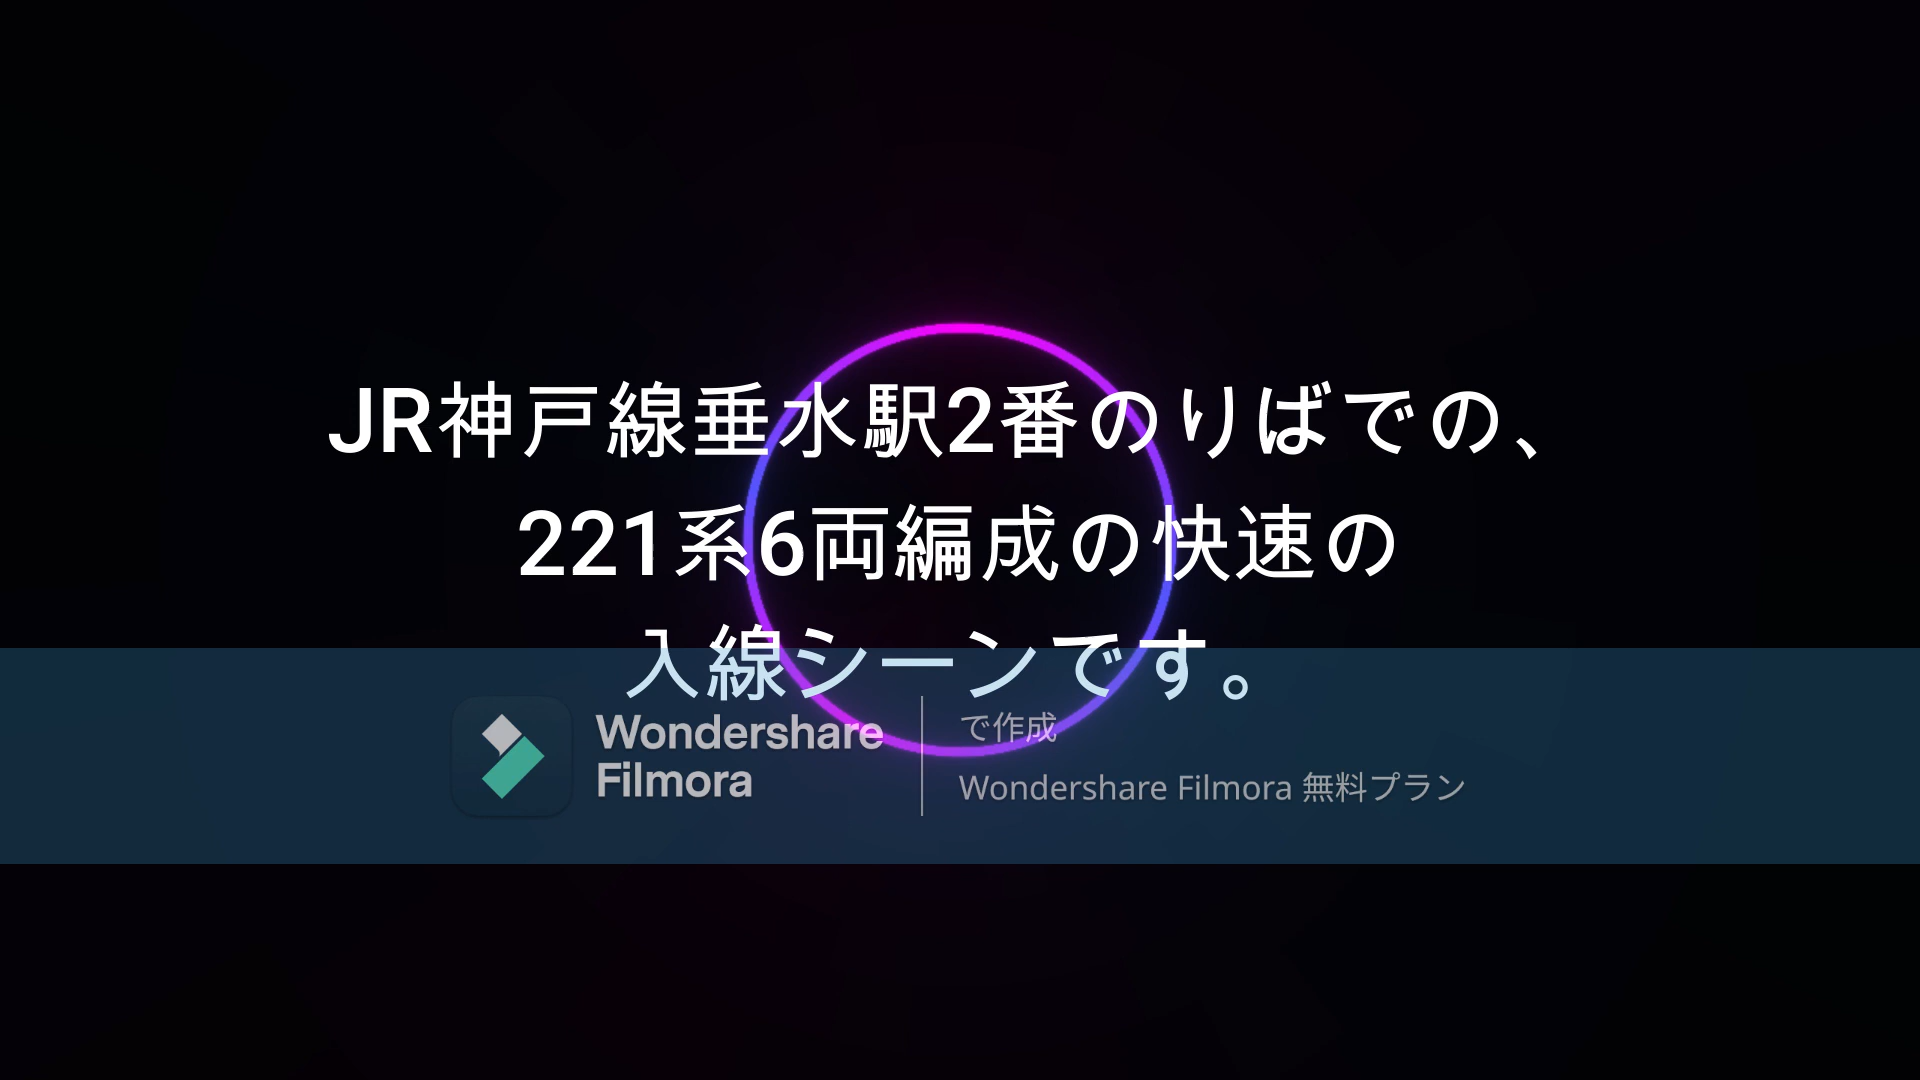 JR神戸線垂水駅2番のりばでの、
221系6両編成の快速の
入線シーンです。
Wondershare
Filmora
で作成
Wondershare Filmora 無料プラン